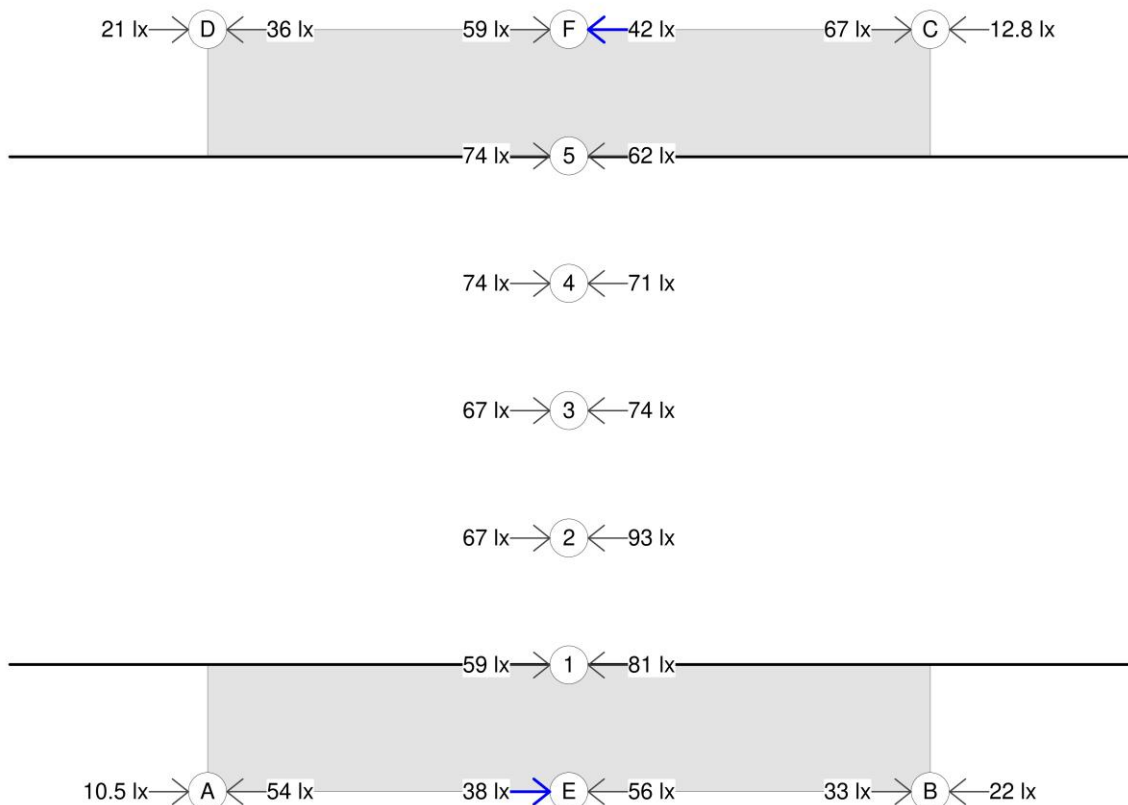 21 lx D 36 lx 59 lx F 42 lx 67 lx C 12.8 lx
74 lx 5 62 lx
74 lx 4 71 lx
67 lx 3 74 lx
67 lx 2 93 lx
59 lx 1 81 lx
10.5 lx A 54 lx 38 lx E 56 lx 33 lx B 22 lx